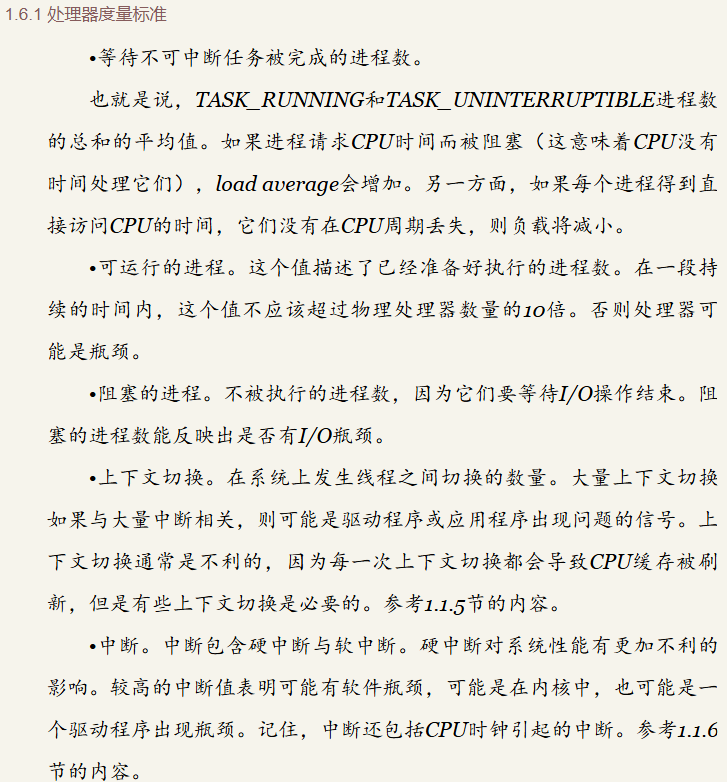 1.6.1 处理器度量标准
•等待不可中断任务被完成的进程数。
也就是说，TASK_RUNNING和TASK_UNINTERRUPTIBLE进程数
的总和的平均值。如果进程请求CPU时间而被阻塞（这意味着CPU没有
时间处理它们），load average会增加。另一方面，如果每个进程得到直
接访问CPU的时间，它们没有在CPU周期丢失，则负载将减小。
•可运行的进程。这个值描述了已经准备好执行的进程数。在一段持
续的时间内，这个值不应该超过物理处理器数量的10倍。否则处理器可
能是瓶颈。
•阻塞的进程。不被执行的进程数，因为它们要等待I/O操作结束。阻
塞的进程数能反映出是否有I/O瓶颈。
•上下文切换。在系统上发生线程之间切换的数量。大量上下文切换
如果与大量中断相关，则可能是驱动程序或应用程序出现问题的信号。上
下文切换通常是不利的，因为每一次上下文切换都会导致CPU缓存被刷
新，但是有些上下文切换是必要的。参考1.1.5节的内容。
•中断。中断包含硬中断与软中断。硬中断对系统性能有更加不利的
影响。较高的中断值表明可能有软件瓶颈，可能是在内核中，也可能是一
个驱动程序出现瓶颈。记住，中断还包括CPU时钟引起的中断。参考1.1.6
节的内容。